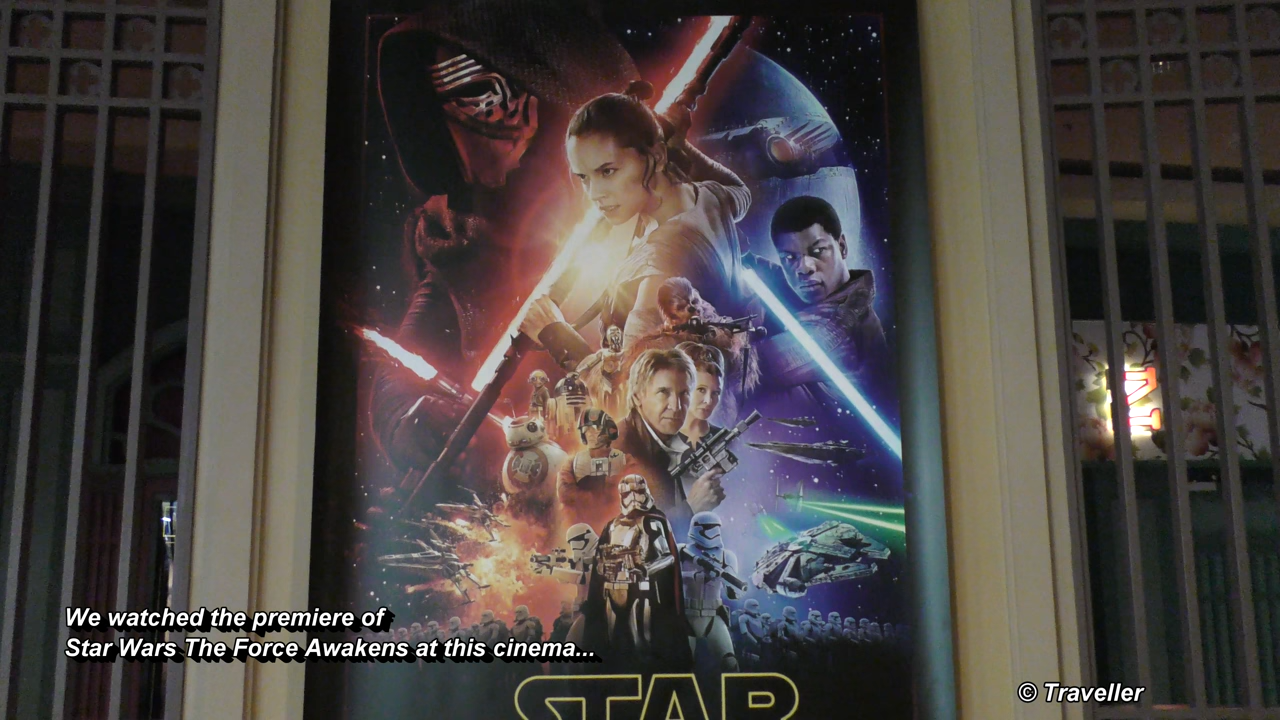 We watched the premiere of
Star Wars The Force Awakens at this cinema...
STAR
© Traveller